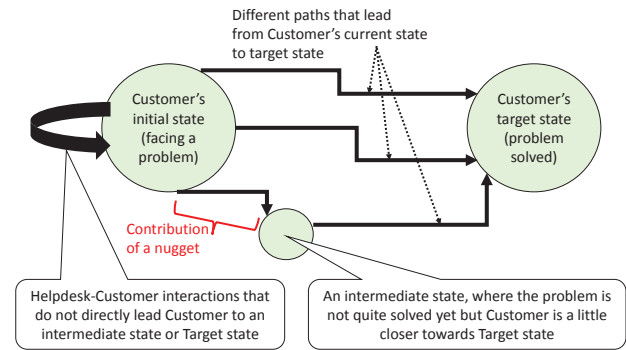 Different paths that lead
from Customer's current state
to target state
Customer's
initial state
(facing a
problem)
Customer's
target state
(problem
solved)
Contribution
of a nugget
Helpdesk-Customer interactions that
do not directly lead Customer to an
intermediate state or Target state
An intermediate state, where the problem is
not quite solved yet but Customer is a little
closer towards Target state